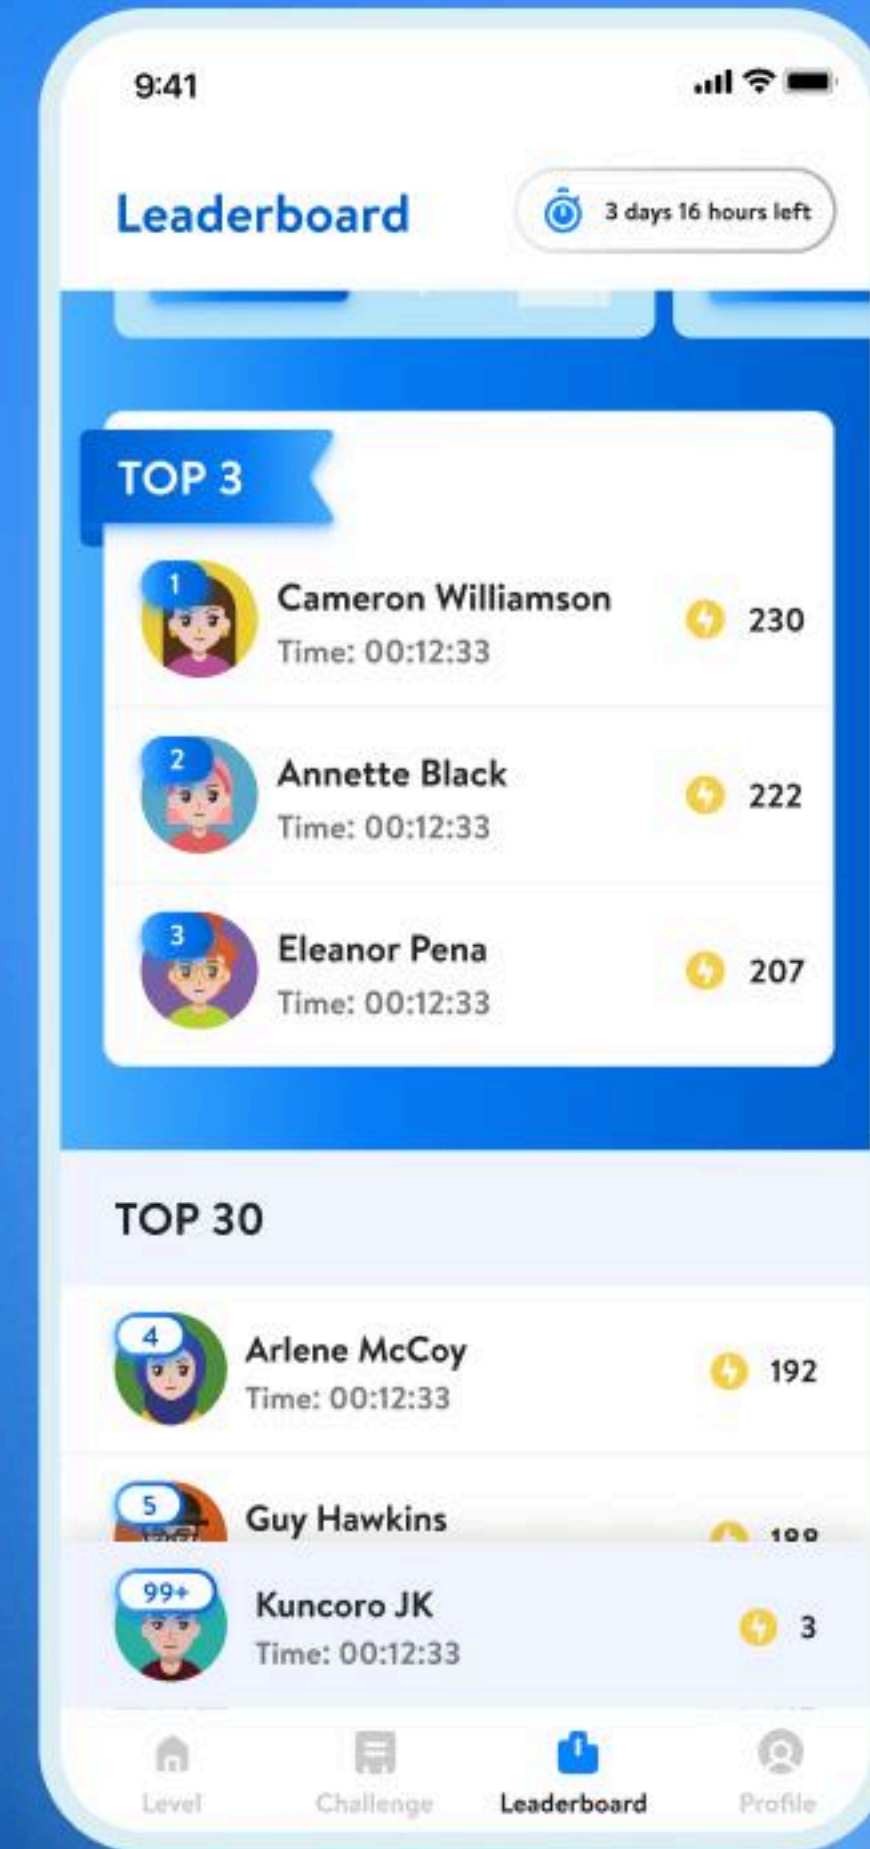 9:41
Leaderboard
3 days 16 hours left
TOP 3
1
Cameron Williamson
230
Time: 00:12:33
2
Annette Black
222
Time: 00:12:33
3
Eleanor Pena
207
Time: 00:12:33
TOP 30
4
Arlene McCoy
192
Time: 00:12:33
5
Guy Hawkins
99+
Kuncoro JK
3
Time: 00:12:33
Level
Challenge
Leaderboard
Profile